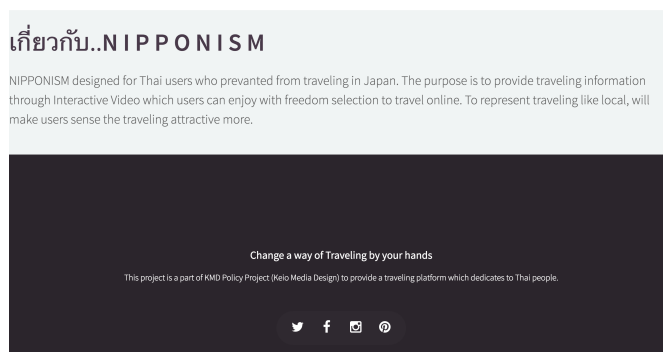 เกี่ยวกับ..N I P P O N I S M
NIPPONISM designed for Thai users who prevanted from traveling in Japan. The purpose is to provide traveling information
through Interactive Video which users can enjoy with freedom selection to travel online. To represent traveling like local, will
make users sense the traveling attractive more.
Change a way of Traveling by your hands
This project is a part of KMD Policy Project (Keio Media Design) to provide a traveling platform which dedicates to Thai people.